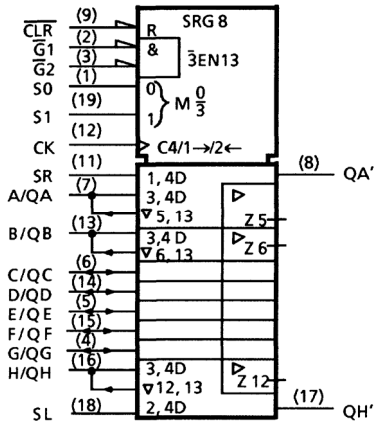 (9) SRG 8
CLR R
(2)
G1 &
(3)
G2 3EN13
(1)
S0 0
(19) M 0/3
S1 1
(12)
CK C4/1→/2←
(11) (8)
SR 1, 4D QA′
(7)
A/QA 3, 4D
▽ 5, 13 Z 5
(13)
B/QB 3,4 D
▽ 6, 13 Z 6
(6)
C/QC
(14)
D/QD
(5)
E/QE
(15)
F/QF
(4)
G/QG
(16)
H/QH 3, 4D
▽12, 13 Z 12
(18) (17)
SL 2, 4D QH′